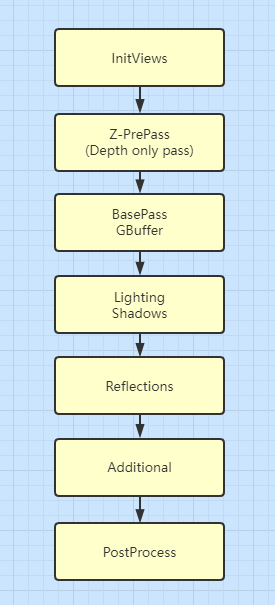 InitViews
Z-PrePass
(Depth only pass)
BasePass
GBuffer
Lighting
Shadows
Reflections
Additional
PostProcess